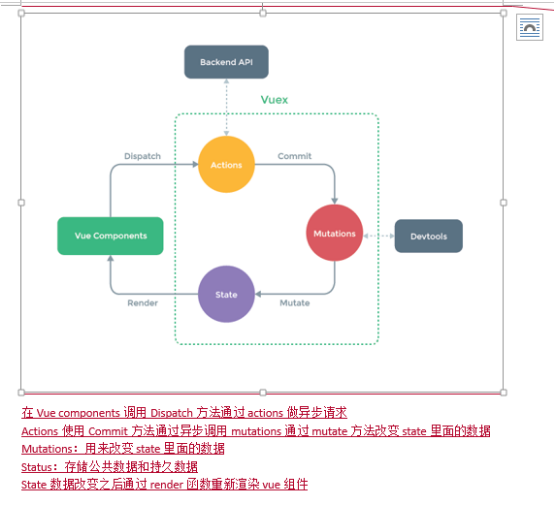 Backend API
Vuex
Dispatch
Commit
Actions
Vue Components
Mutations
Devtools
State
Render
Mutate
在 Vue components 调用 Dispatch 方法通过 actions 做异步请求
Actions 使用 Commit 方法通过异步调用 mutations 通过 mutate 方法改变 state 里面的数据
Mutations：用来改变 state 里面的数据
Status：存储公共数据和持久数据
State 数据改变之后通过 render 函数重新渲染 vue 组件